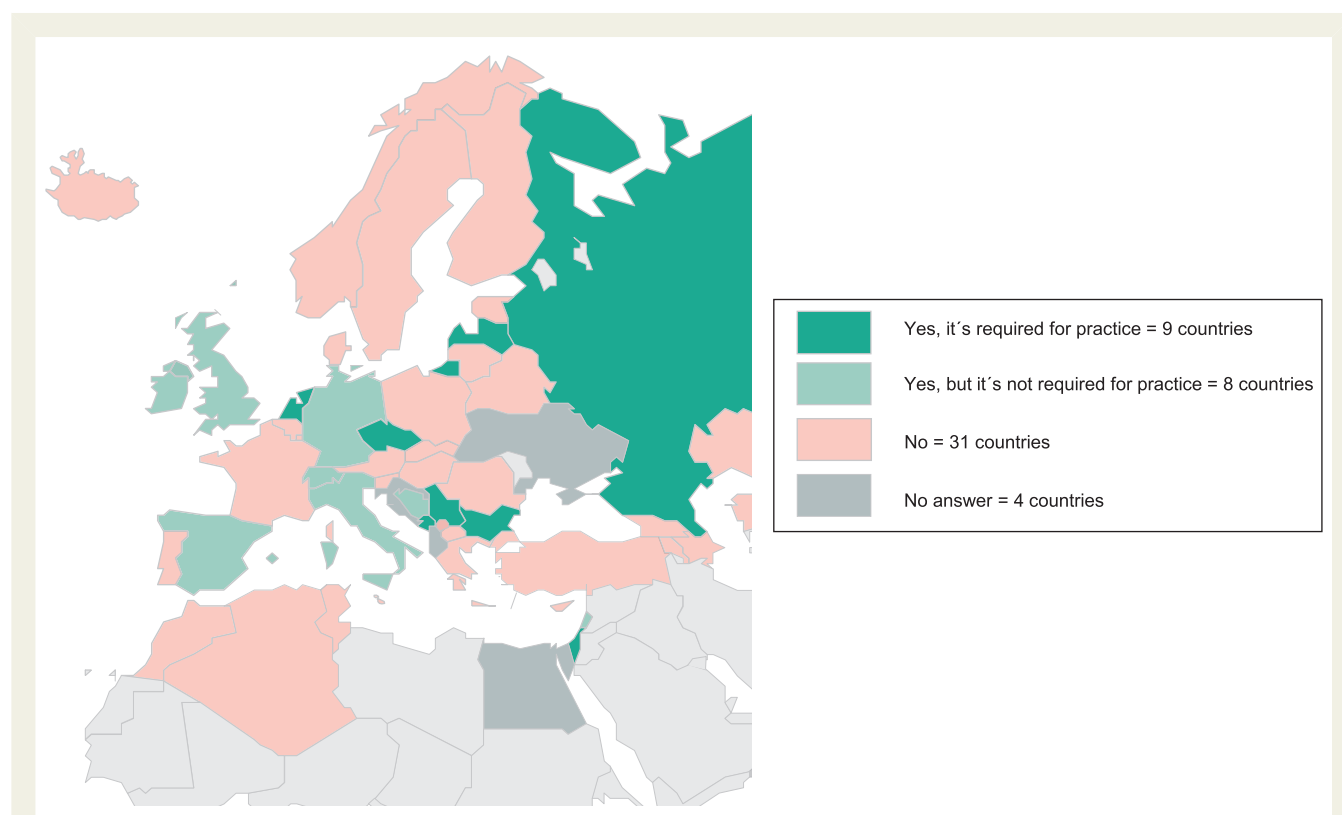 Yes, it´s required for practice = 9 countries
Yes, but it´s not required for practice = 8 countries
No = 31 countries
No answer = 4 countries